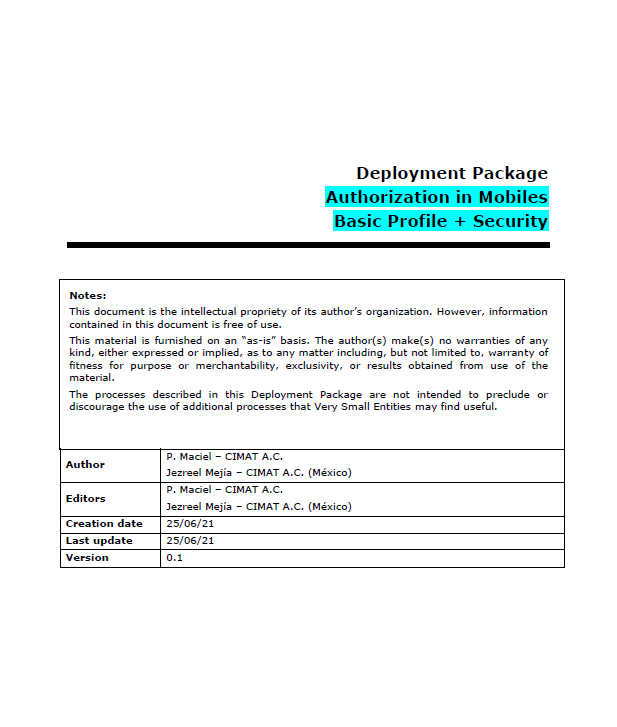 Deployment Package
Authorization in Mobiles
Basic Profile + Security
Notes:
This document is the intellectual propriety of its author's organization. However, information
contained in this document is free of use.
This material is furnished on an "as-is" basis. The author(s) make(s) no warranties of any
kind, either expressed or implied, as to any matter including, but not limited to, warranty of
fitness for purpose or merchantability, exclusivity, or results obtained from use of the
material.
The processes described in this Deployment Package are not intended to preclude or
discourage the use of additional processes that Very Small Entities may find useful.
Author
P. Maciel – CIMAT A.C.
Jezreel Mejía – CIMAT A.C. (México)
Editors
P. Maciel – CIMAT A.C.
Jezreel Mejía – CIMAT A.C. (México)
Creation date 25/06/21
Last update 25/06/21
Version 0.1